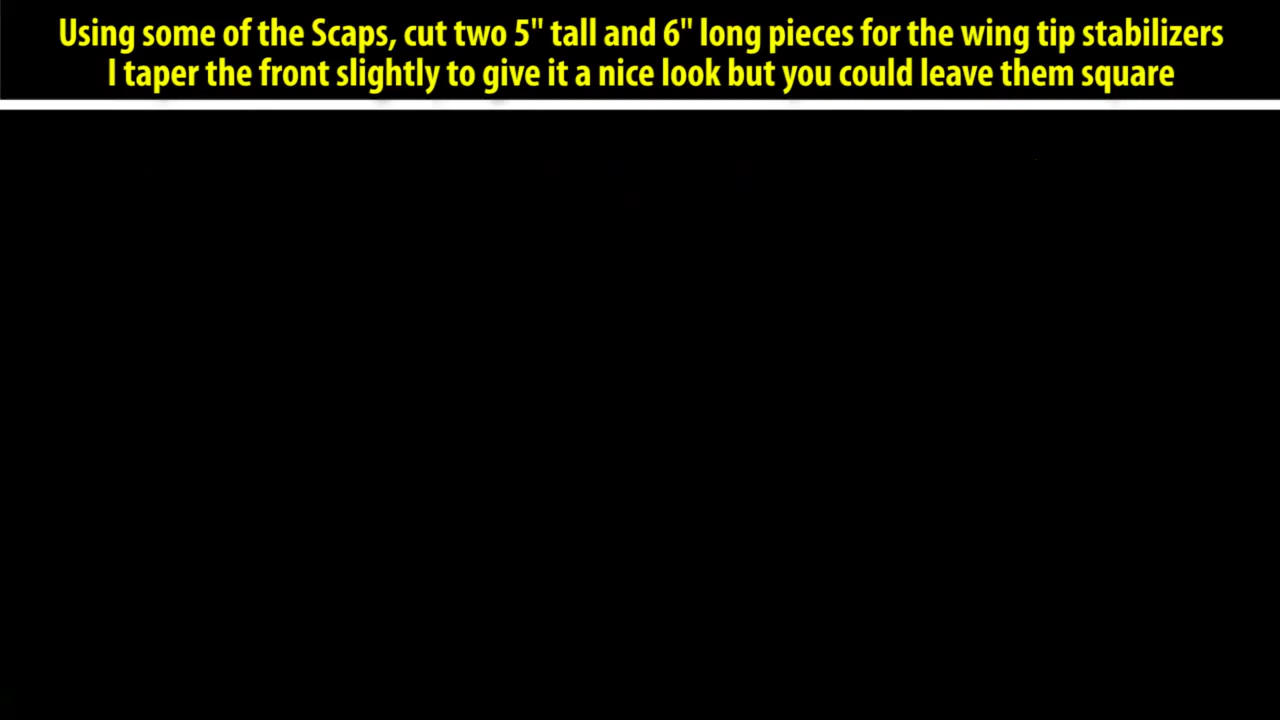 Using some of the Scaps, cut two 5" tall and 6" long pieces for the wing tip stabilizers
I taper the front slightly to give it a nice look but you could leave them square